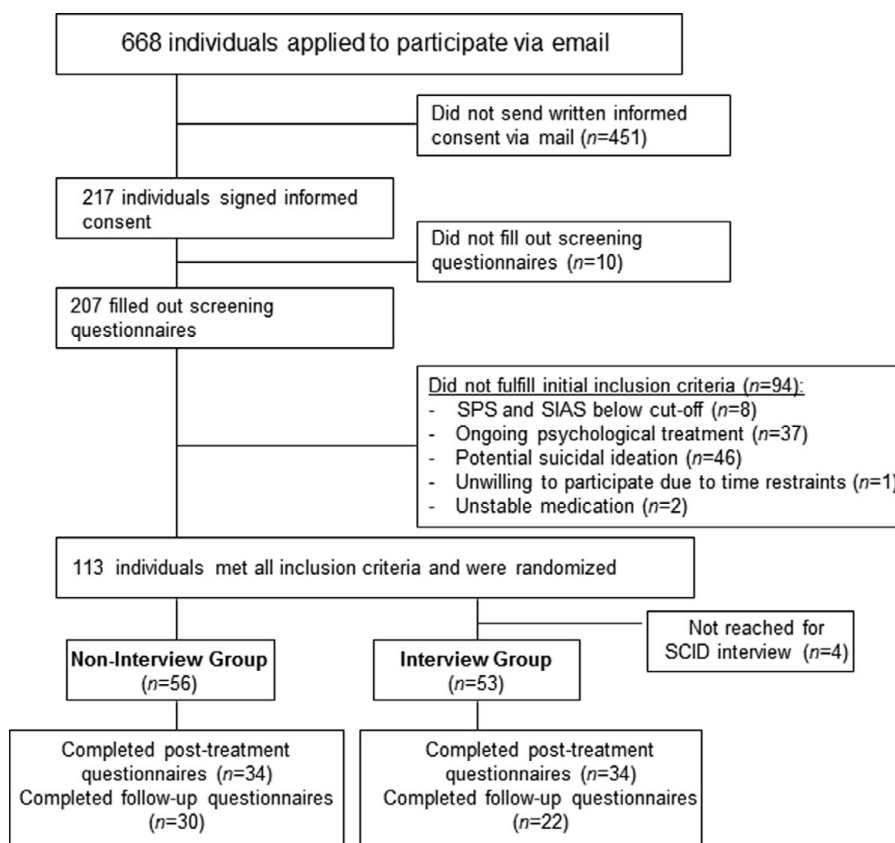 668 individuals applied to participate via email
Did not send written informed
consent via mail (n=451)
217 individuals signed informed
consent
Did not fill out screening
questionnaires (n=10)
207 filled out screening
questionnaires
Did not fulfill initial inclusion criteria (n=94):
- SPS and SIAS below cut-off (n=8)
- Ongoing psychological treatment (n=37)
- Potential suicidal ideation (n=46)
- Unwilling to participate due to time restraints (n=1)
- Unstable medication (n=2)
113 individuals met all inclusion criteria and were randomized
Not reached for
SCID interview (n=4)
Non-Interview Group
(n=56)
Interview Group
(n=53)
Completed post-treatment
questionnaires (n=34)
Completed follow-up questionnaires
(n=30)
Completed post-treatment
questionnaires (n=34)
Completed follow-up questionnaires
(n=22)